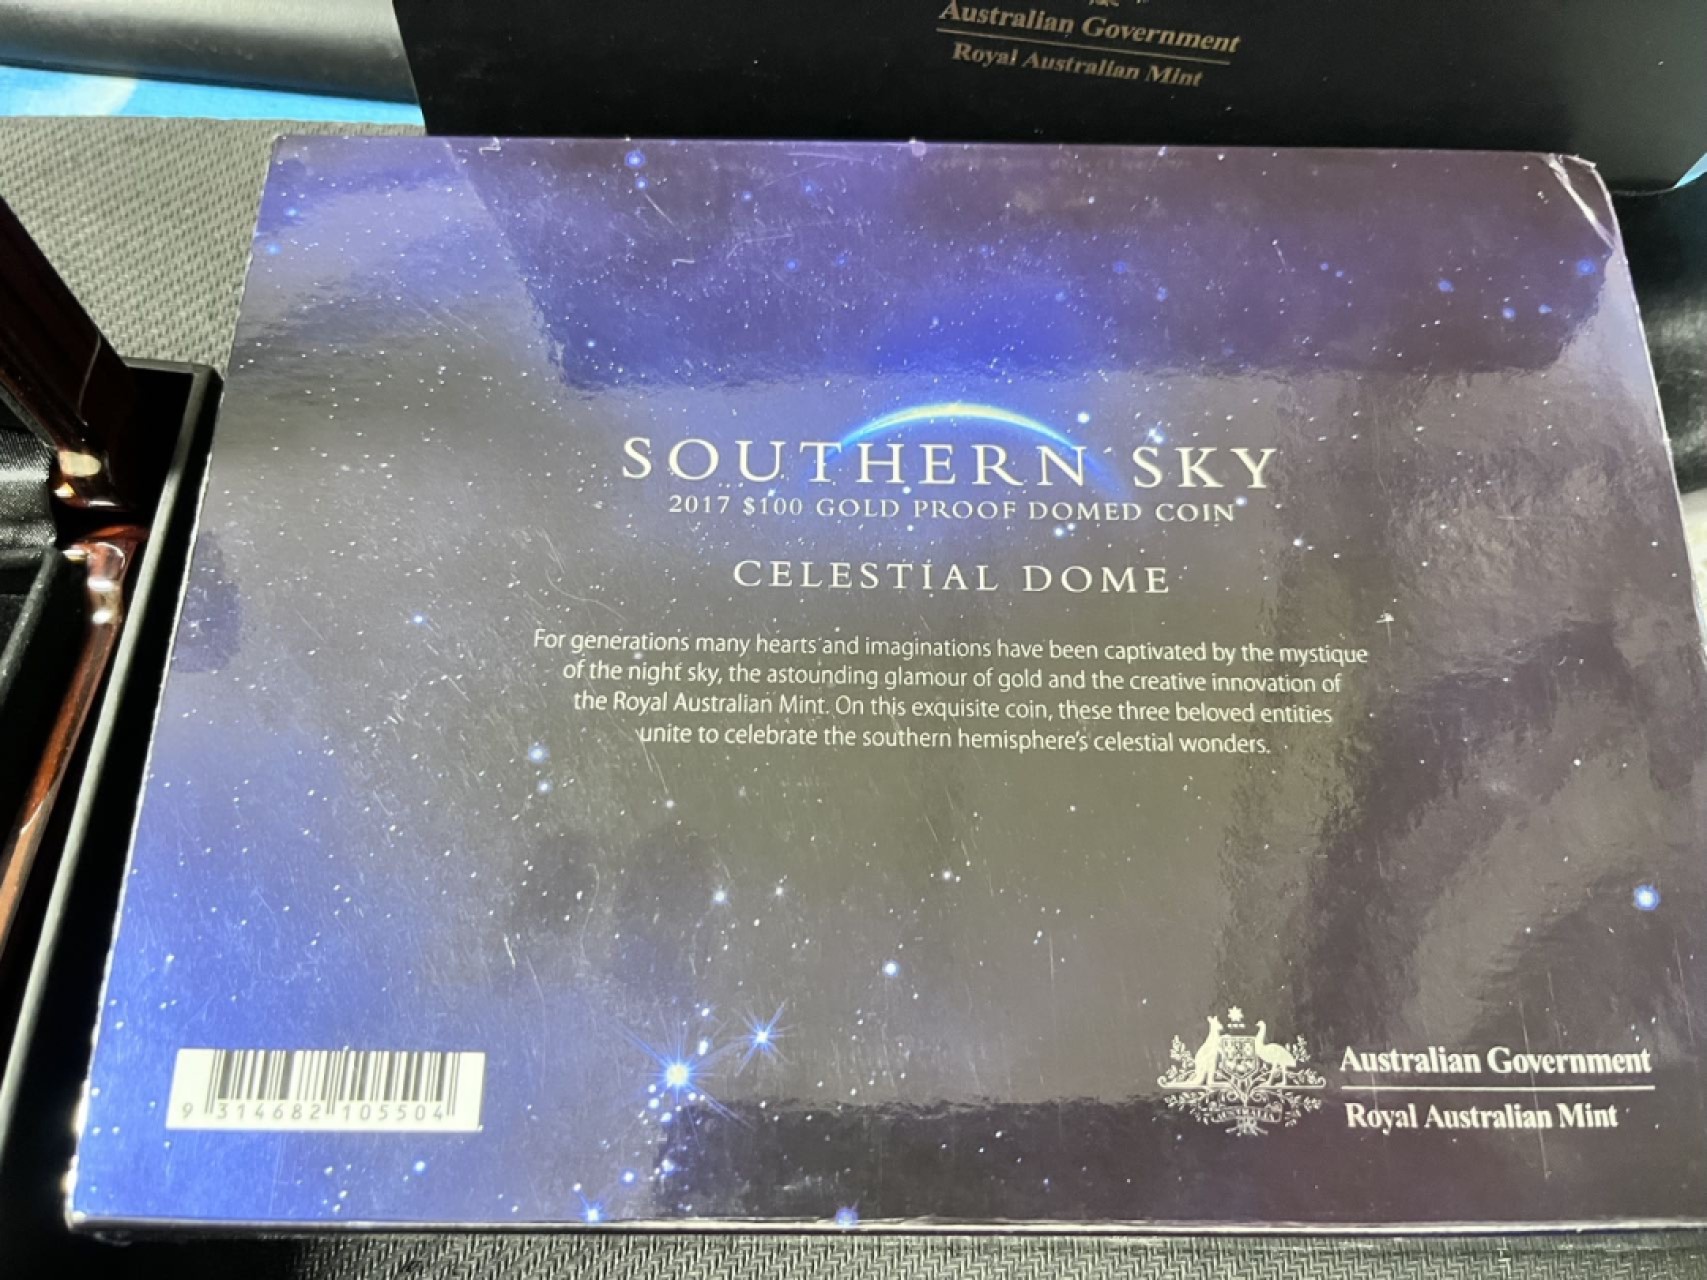 Australian Government
Royal Australian Mint
SOUTHERN SKY
2017 $100 GOLD PROOF DOMED COIN
CELESTIAL DOME
For generations many hearts and imaginations have been captivated by the mystique
of the night sky, the astounding glamour of gold and the creative innovation of
the Royal Australian Mint. On this exquisite coin, these three beloved entities
unite to celebrate the southern hemisphere's celestial wonders.
9 314682 105504
AUSTRALIA
Australian Government
Royal Australian Mint